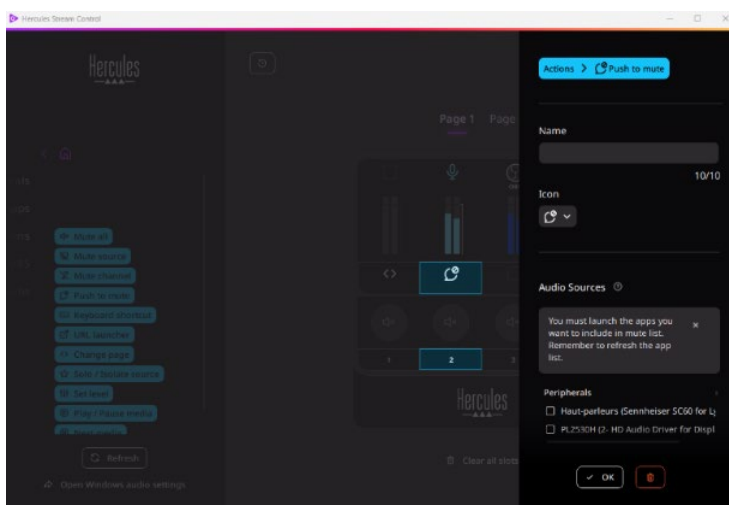 Hercules Stream Control
Hercules
Mute all
Mute source
Mute channel
Push to mute
Keyboard shortcut
URL launcher
Change page
Solo / Isolate source
Set level
Play / Pause media
Refresh
Open Windows audio settings
Page 1 Page
1 2 3
Hercules
Clear all slots
Actions > Push to mute
Name
10/10
Icon
Audio Sources
You must launch the apps you
want to include in mute list.
Remember to refresh the app
list.
Peripherals
Haut-parleurs (Sennheiser SC60 for Ly
PL2530H (2- HD Audio Driver for Displ
OK